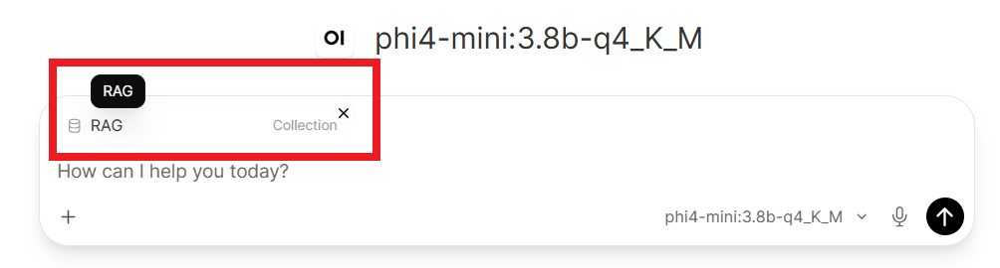 OI phi4-mini:3.8b-q4_K_M
RAG
RAG Collection
How can I help you today?
phi4-mini:3.8b-q4_K_M